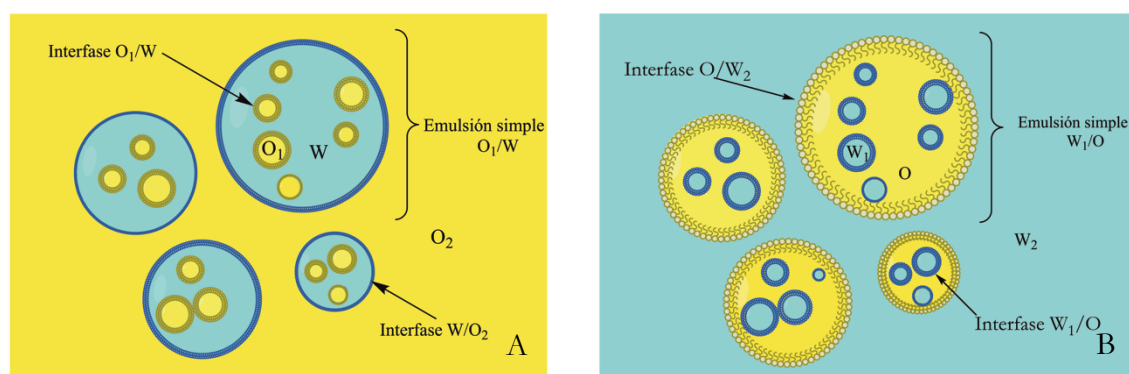 Interfase O₁/W
O₁
W
Emulsión simple
O₁/W
O₂
Interfase W/O₂
A
Interfase O/W₂
W₁
O
Emulsión simple
W₁/O
W₂
Interfase W₁/O
B